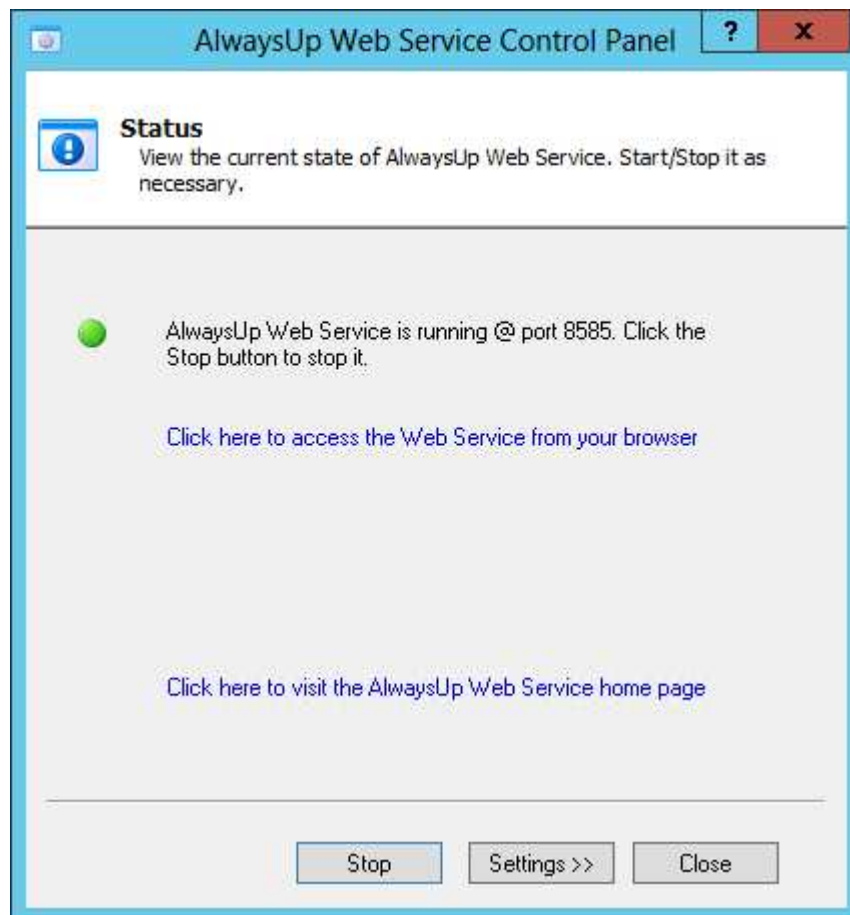 AlwaysUp Web Service Control Panel
?
x
Status
View the current state of AlwaysUp Web Service. Start/Stop it as
necessary.
AlwaysUp Web Service is running @ port 8585. Click the
Stop button to stop it.
Click here to access the Web Service from your browser
Click here to visit the AlwaysUp Web Service home page
Stop
Settings >>
Close